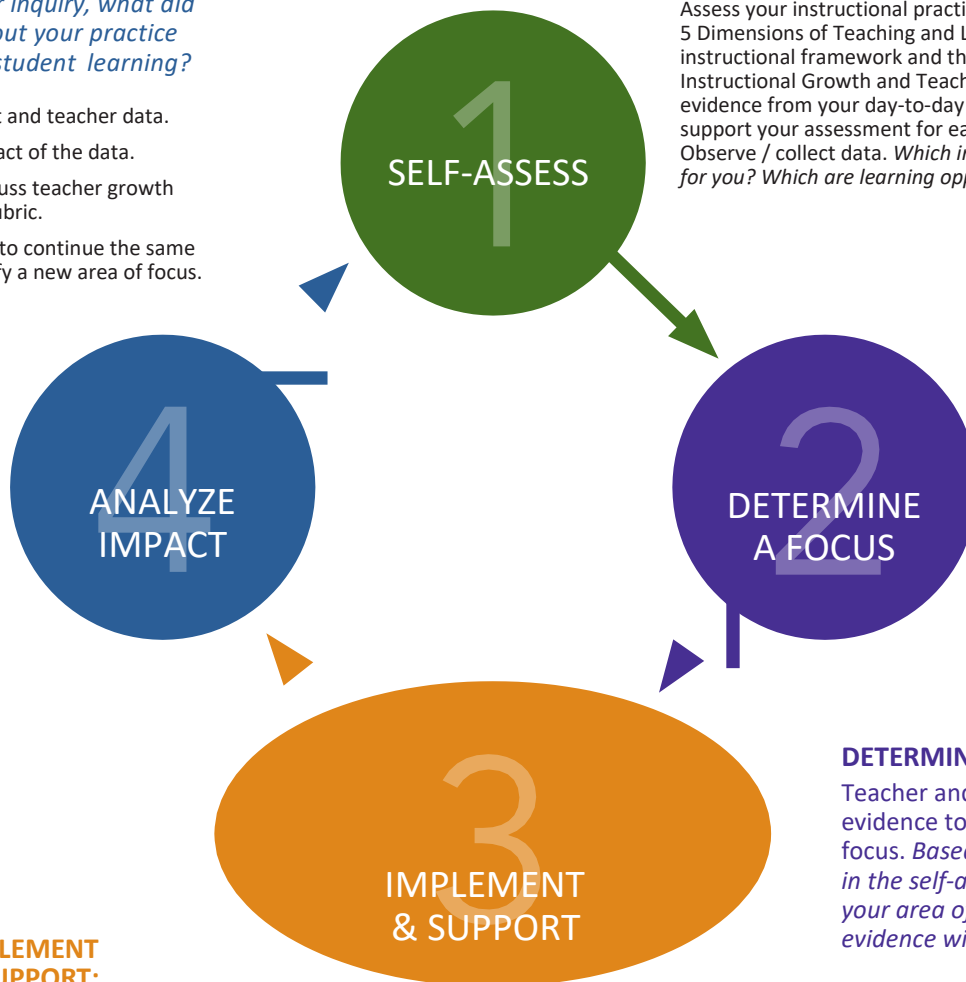 r inquiry, what did
out your practice
student learning?
t and teacher data.
act of the data.
uss teacher growth
ubric.
to continue the same
fy a new area of focus.
Assess your instructional practi
5 Dimensions of Teaching and L
instructional framework and th
Instructional Growth and Teach
evidence from your day-to-day
support your assessment for ea
Observe / collect data. Which in
for you? Which are learning opp
1
SELF-ASSESS
2
DETERMINE
A FOCUS
DETERMIN
Teacher and
evidence to
focus. Based
in the self-a
your area of
evidence wi
3
IMPLEMENT
& SUPPORT
LEMENT
UPPORT:
4
ANALYZE
IMPACT